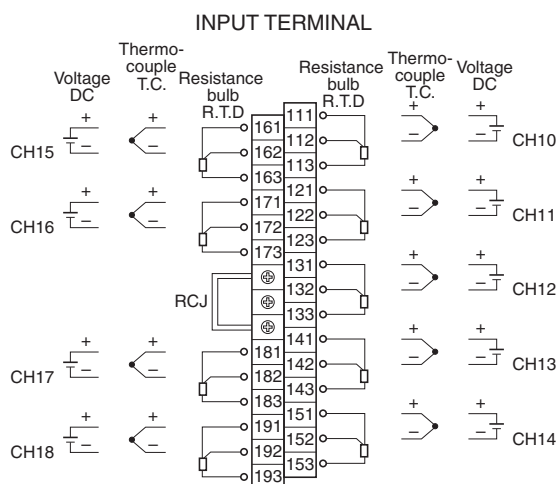 INPUT TERMINAL
Voltage
DC
Thermo-
couple
T.C.
Resistance
bulb
R.T.D
Resistance
bulb
R.T.D
Thermo-
couple
T.C.
Voltage
DC
CH15
+
−
+
−
161
162
163
111
112
113
+
−
+
−
CH10
CH16
+
−
+
−
171
172
173
121
122
123
+
−
+
−
CH11
RCJ
131
132
133
+
−
+
−
CH12
CH17
+
−
+
−
181
182
183
141
142
143
+
−
+
−
CH13
CH18
+
−
+
−
191
192
193
151
152
153
+
−
+
−
CH14